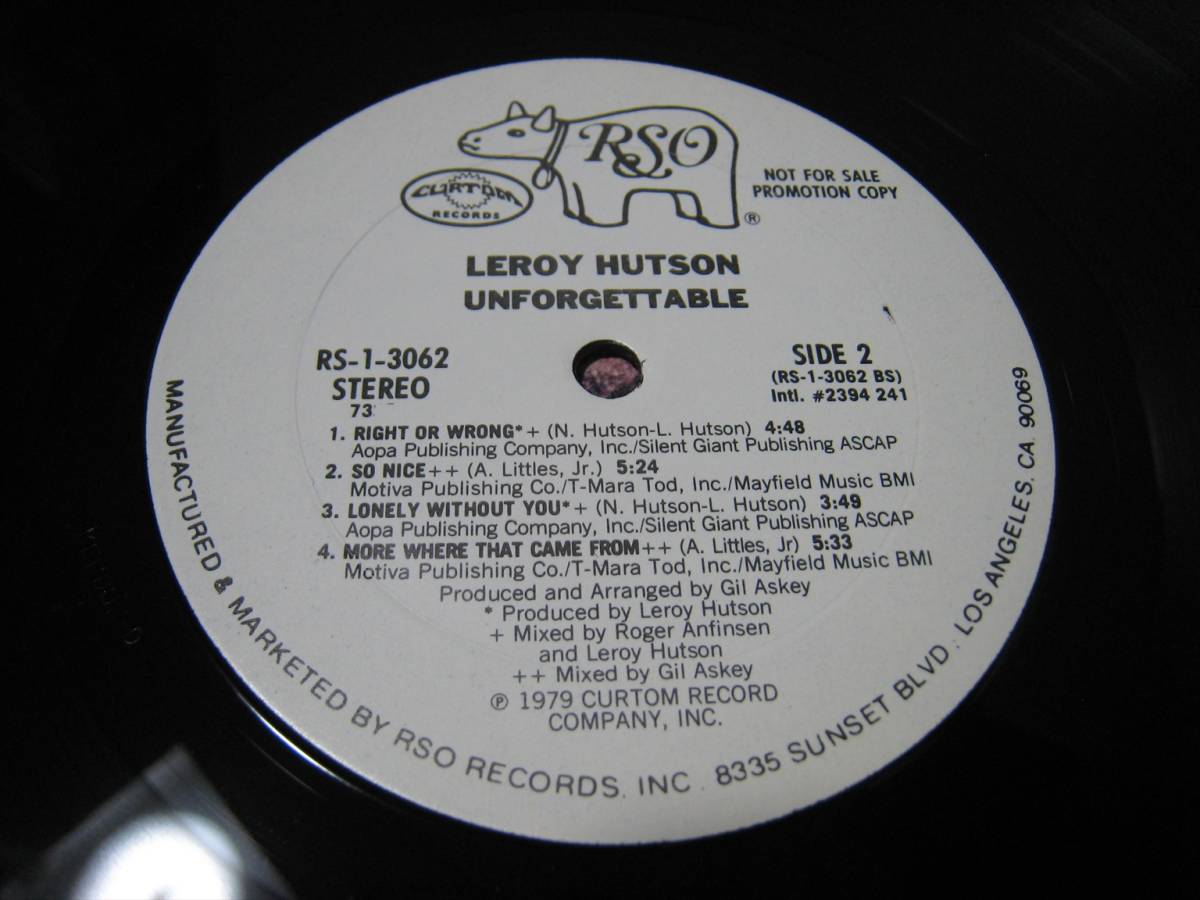 RSO
CURTOM
RECORDS
NOT FOR SALE
PROMOTION COPY
®
LEROY HUTSON
UNFORGETTABLE
RS-1-3062
STEREO
73
SIDE 2
(RS-1-3062 BS)
Intl. #2394 241
1. RIGHT OR WRONG*+ (N. Hutson-L. Hutson) 4:48
Aopa Publishing Company, Inc./Silent Giant Publishing ASCAP
2. SO NICE++ (A. Littles, Jr.) 5:24
Motiva Publishing Co./T-Mara Tod, Inc./Mayfield Music BMI
3. LONELY WITHOUT YOU*+ (N. Hutson-L. Hutson) 3:49
Aopa Publishing Company, Inc./Silent Giant Publishing ASCAP
4. MORE WHERE THAT CAME FROM++ (A. Littles, Jr) 5:33
Motiva Publishing Co./T-Mara Tod, Inc./Mayfield Music BMI
Produced and Arranged by Gil Askey
* Produced by Leroy Hutson
+ Mixed by Roger Anfinsen
and Leroy Hutson
++ Mixed by Gil Askey
℗ 1979 CURTOM RECORD
COMPANY, INC.
MANUFACTURED & MARKETED BY RSO RECORDS, INC. 8335 SUNSET BLVD., LOS ANGELES, CA. 90069